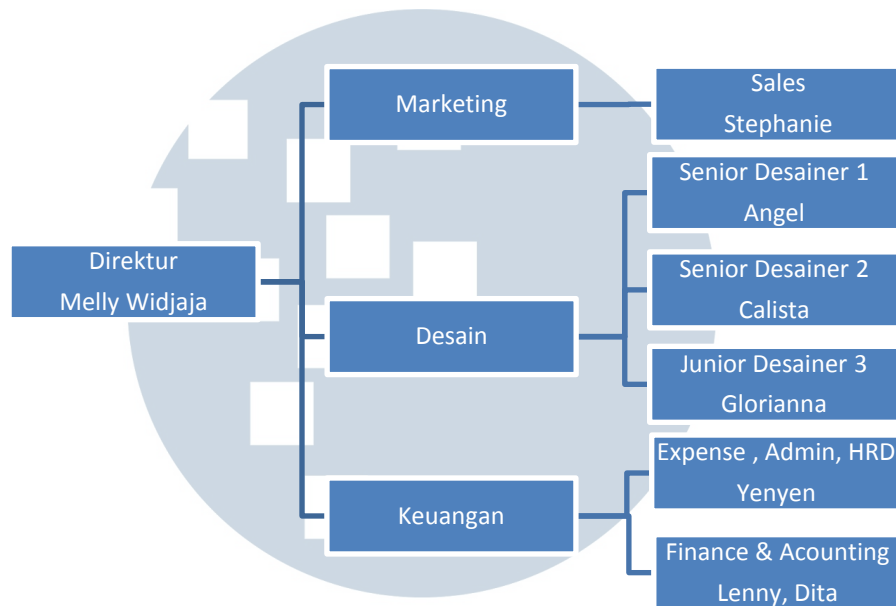 Direktur
Melly Widjaja
Marketing
Sales
Stephanie
Desain
Senior Desainer 1
Angel
Senior Desainer 2
Calista
Junior Desainer 3
Glorianna
Keuangan
Expense , Admin, HRD
Yenyen
Finance & Acounting
Lenny, Dita